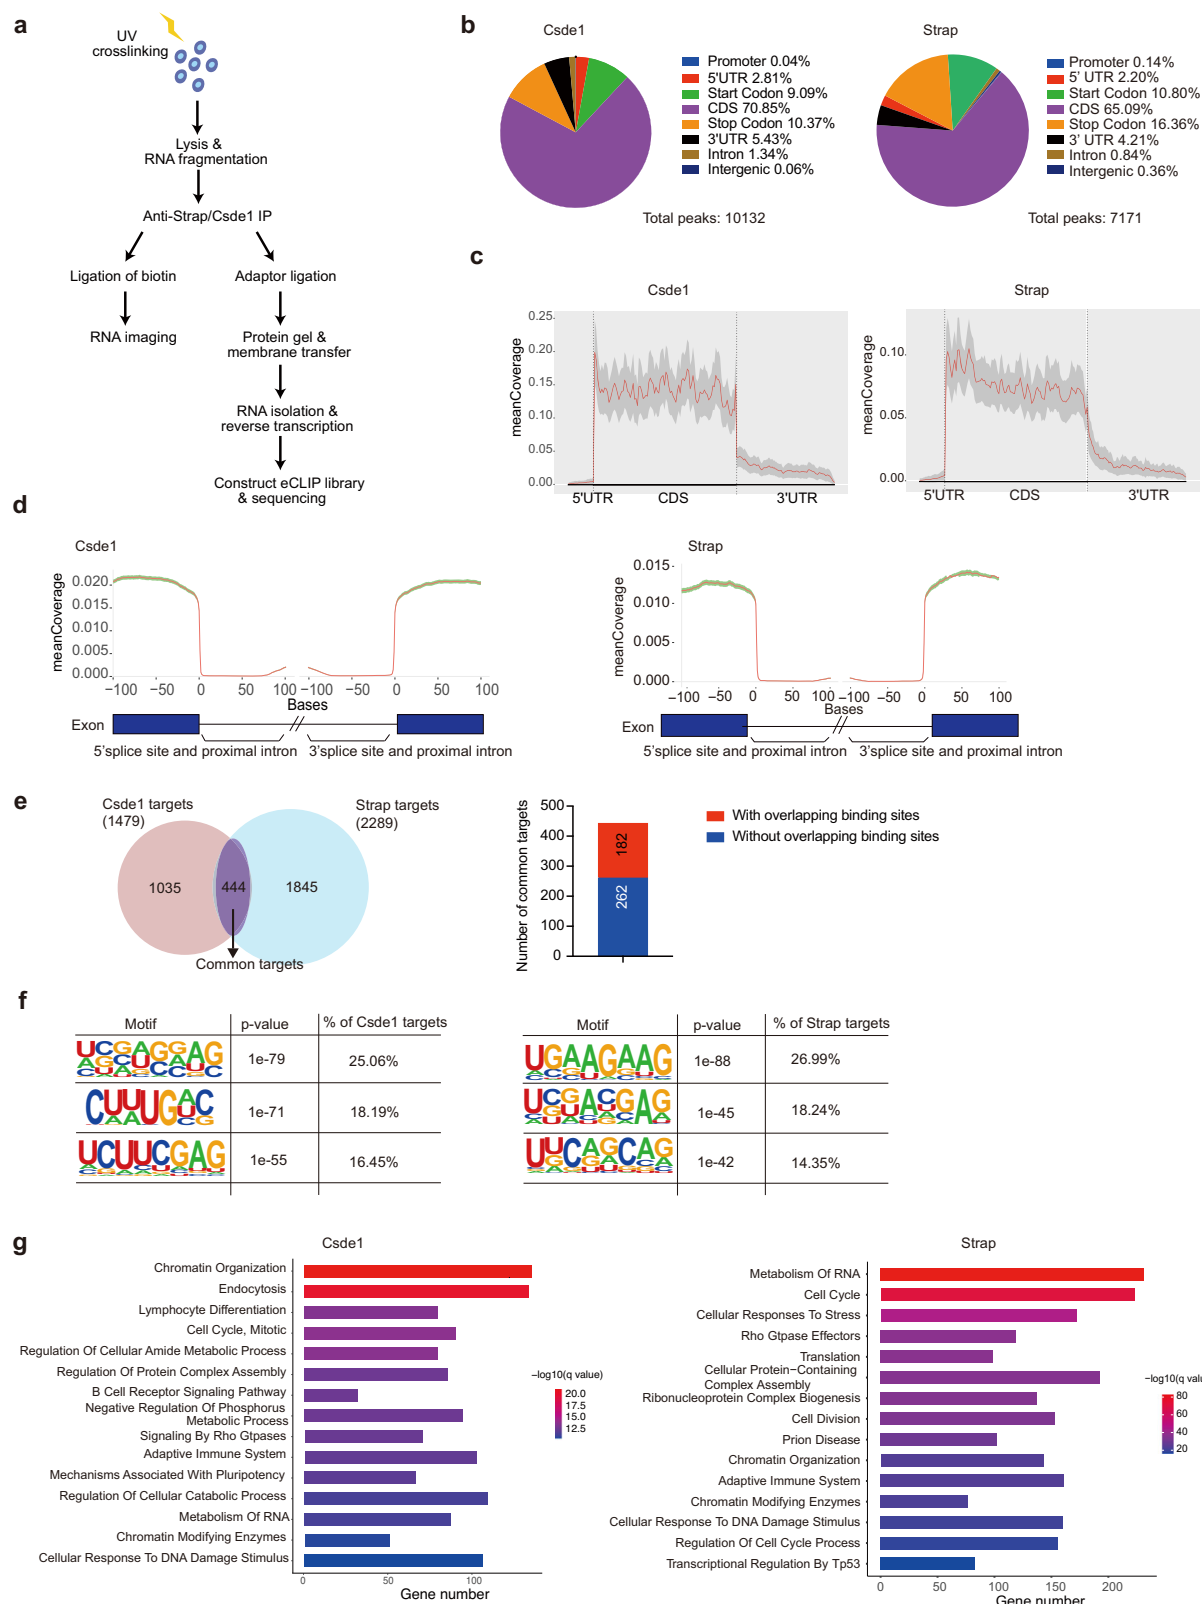 a
UV
crosslinking
Lysis &
RNA fragmentation
Anti-Strap/Csde1 IP
Ligation of biotin
Adaptor ligation
RNA imaging
Protein gel &
membrane transfer
RNA isolation &
reverse transcription
Construct eCLIP library
& sequencing
b
Csde1
Promoter 0.04%
5'UTR 2.81%
Start Codon 9.09%
CDS 70.85%
Stop Codon 10.37%
3'UTR 5.43%
Intron 1.34%
Intergenic 0.06%
Total peaks: 10132
Strap
Promoter 0.14%
5' UTR 2.20%
Start Codon 10.80%
CDS 65.09%
Stop Codon 16.36%
3' UTR 4.21%
Intron 0.84%
Intergenic 0.36%
Total peaks: 7171
c
Csde1
meanCoverage
0.25
0.20
0.15
0.10
0.05
0.00
5'UTR CDS 3'UTR
Strap
meanCoverage
0.10
0.05
0.00
5'UTR CDS 3'UTR
d
Csde1
meanCoverage
0.020
0.015
0.010
0.005
0.000
−100 −50 0 50 100 −100 −50 0 50 100
Bases
Exon
5'splice site and proximal intron 3'splice site and proximal intron
Strap
meanCoverage
0.015
0.010
0.005
0.000
−100 −50 0 50 100 −100 −50 0 50 100
Bases
Exon
5'splice site and proximal intron 3'splice site and proximal intron
e
Csde1 targets
(1479)
Strap targets
(2289)
1035 444 1845
Common targets
Number of common targets
500
400
300
200
100
0
182
262
With overlapping binding sites
Without overlapping binding sites
f
Motif p-value % of Csde1 targets
UCGAGGAG 1e-79 25.06%
CUUUGAC 1e-71 18.19%
UCUUCGAG 1e-55 16.45%
Motif p-value % of Strap targets
UGAAGAAG 1e-88 26.99%
UCGACGAG 1e-45 18.24%
UUCAGCAG 1e-42 14.35%
g
Csde1
Chromatin Organization
Endocytosis
Lymphocyte Differentiation
Cell Cycle, Mitotic
Regulation Of Cellular Amide Metabolic Process
Regulation Of Protein Complex Assembly
B Cell Receptor Signaling Pathway
Negative Regulation Of Phosphorus
Metabolic Process
Signaling By Rho Gtpases
Adaptive Immune System
Mechanisms Associated With Pluripotency
Regulation Of Cellular Catabolic Process
Metabolism Of RNA
Chromatin Modifying Enzymes
Cellular Response To DNA Damage Stimulus
0 50 100
Gene number
−log10(q value)
20.0
17.5
15.0
12.5
Strap
Metabolism Of RNA
Cell Cycle
Cellular Responses To Stress
Rho Gtpase Effectors
Translation
Cellular Protein−Containing
Complex Assembly
Ribonucleoprotein Complex Biogenesis
Cell Division
Prion Disease
Chromatin Organization
Adaptive Immune System
Chromatin Modifying Enzymes
Cellular Response To DNA Damage Stimulus
Regulation Of Cell Cycle Process
Transcriptional Regulation By Tp53
0 50 100 150 200
Gene number
−log10(q valu
80
60
40
20